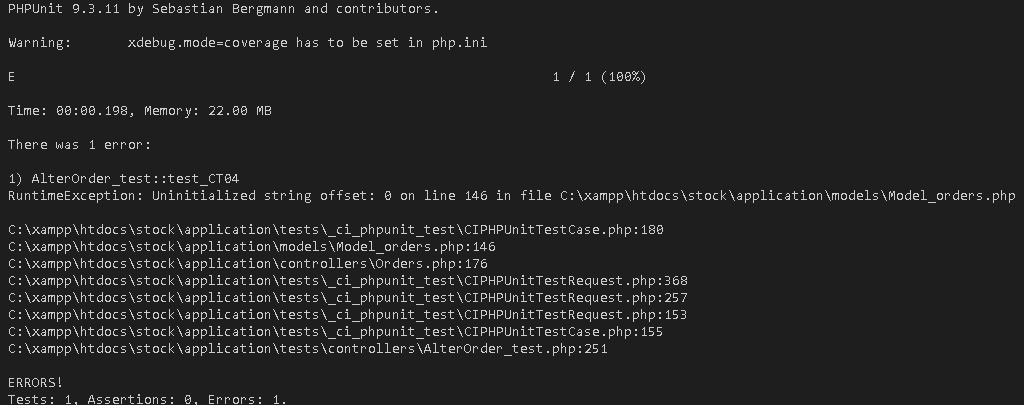 PHPUnit 9.3.11 by Sebastian Bergmann and contributors.
Warning:       xdebug.mode=coverage has to be set in php.ini
E                                                                   1 / 1 (100%)
Time: 00:00.198, Memory: 22.00 MB
There was 1 error:
1) AlterOrder_test::test_CT04
RuntimeException: Uninitialized string offset: 0 on line 146 in file C:\xampp\htdocs\stock\application\models\Model_orders.php
C:\xampp\htdocs\stock\application\tests\_ci_phpunit_test\CIPHPUnitTestCase.php:180
C:\xampp\htdocs\stock\application\models\Model_orders.php:146
C:\xampp\htdocs\stock\application\controllers\Orders.php:176
C:\xampp\htdocs\stock\application\tests\_ci_phpunit_test\CIPHPUnitTestRequest.php:368
C:\xampp\htdocs\stock\application\tests\_ci_phpunit_test\CIPHPUnitTestRequest.php:257
C:\xampp\htdocs\stock\application\tests\_ci_phpunit_test\CIPHPUnitTestRequest.php:153
C:\xampp\htdocs\stock\application\tests\_ci_phpunit_test\CIPHPUnitTestCase.php:155
C:\xampp\htdocs\stock\application\tests\controllers\AlterOrder_test.php:251
ERRORS!
Tests: 1, Assertions: 0, Errors: 1.